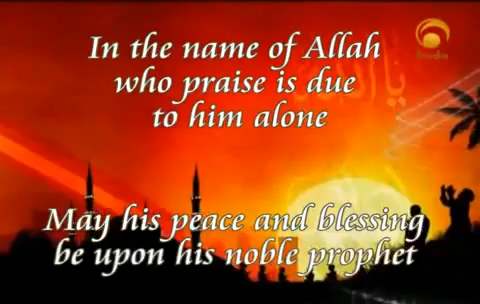 In the name of Allah
who praise is due
to him alone
May his peace and blessing
be upon his noble prophet